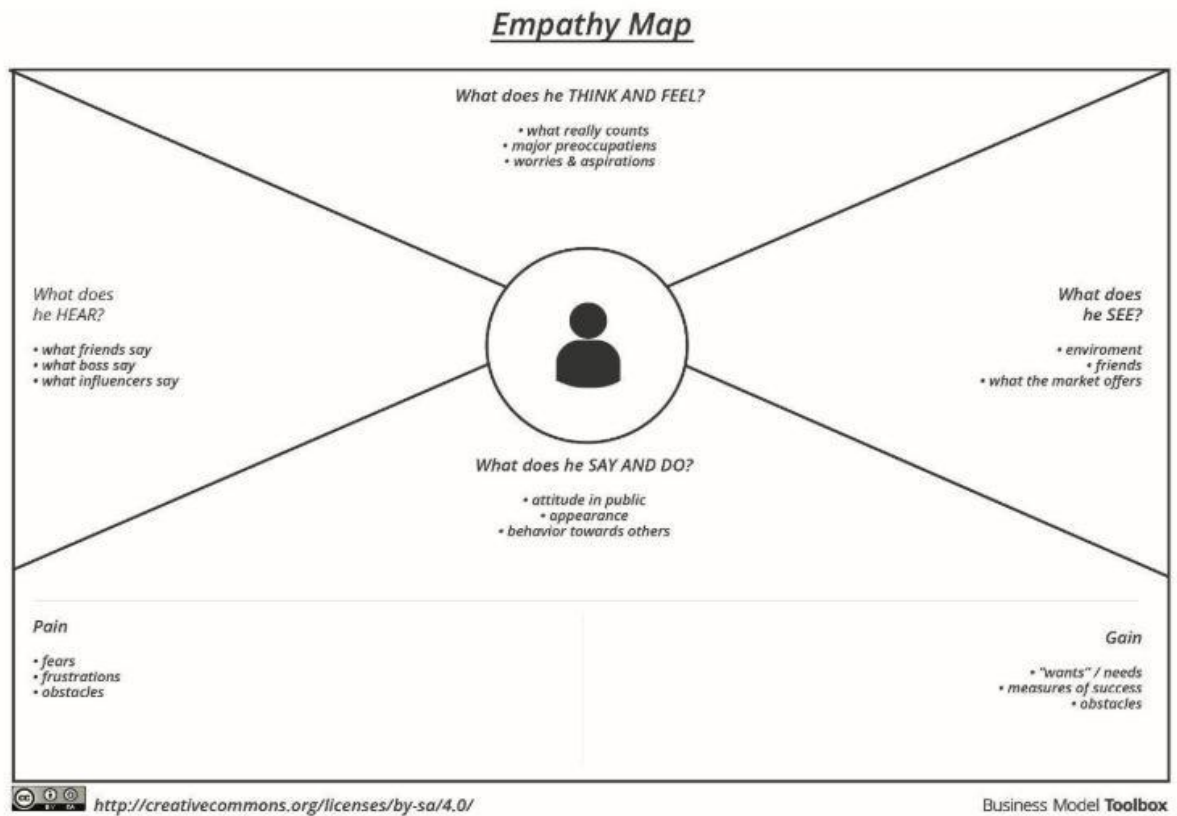 Empathy Map
What does he THINK AND FEEL?
• what really counts
• major preoccupatiens
• worries & aspirations
What does
he HEAR?
• what friends say
• what boss say
• what influencers say
What does
he SEE?
• enviroment
• friends
• what the market offers
What does he SAY AND DO?
• attitude in public
• appearance
• behavior towards others
Pain
• fears
• frustrations
• obstacles
Gain
• "wants" / needs
• measures of success
• obstacles
cc BY SA
http://creativecommons.org/licenses/by-sa/4.0/
Business Model Toolbox